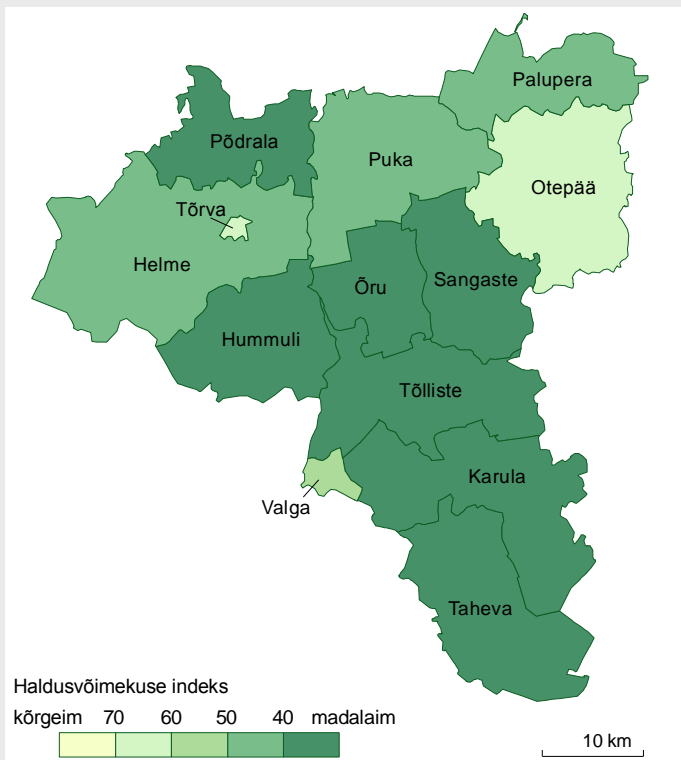 Palupera
Põdrala
Puka
Otepää
Tõrva
Helme
Õru
Sangaste
Hummuli
Tõlliste
Karula
Valga
Taheva
Haldusvõimekuse indeks
kõrgeim 70 60 50 40 madalaim
10 km